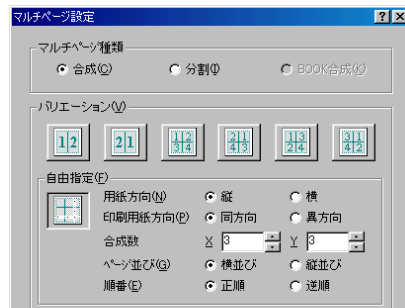 マルチページ設定
マルチページ種類
合成(C) 分割(I) BOOK合成(K)
バリエーション(V)
1 2 2 1 1 2 3 4 2 1 4 3 1 3 2 4 3 1 4 2
自由指定(F)
用紙方向(N) 縦 横
印刷用紙方向(P) 同方向 異方向
合成数 X 3 Y 3
ページ並び(G) 横並び 縦並び
順番(E) 正順 逆順